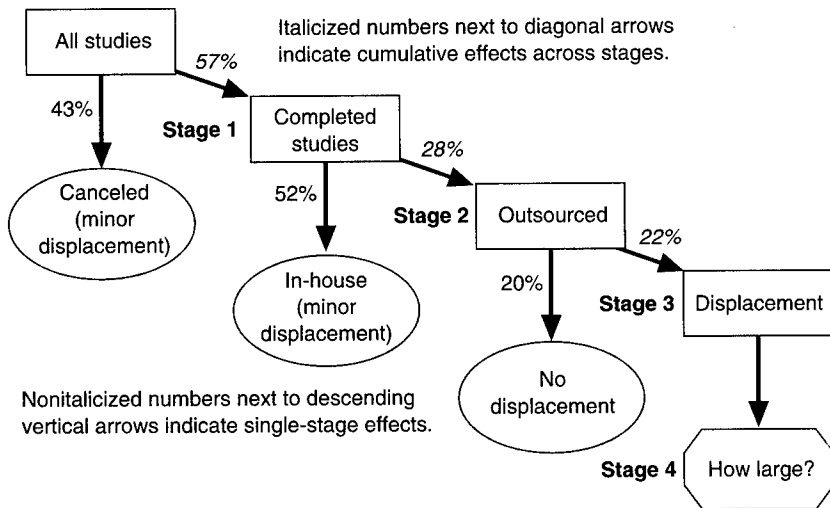 All studies
Italicized numbers next to diagonal arrows
indicate cumulative effects across stages.
57%
43%
Stage 1
Completed
studies
28%
Canceled
(minor
displacement)
52%
Stage 2
Outsourced
22%
In-house
(minor
displacement)
20%
Stage 3
Displacement
No
displacement
Nonitalicized numbers next to descending
vertical arrows indicate single-stage effects.
Stage 4
How large?